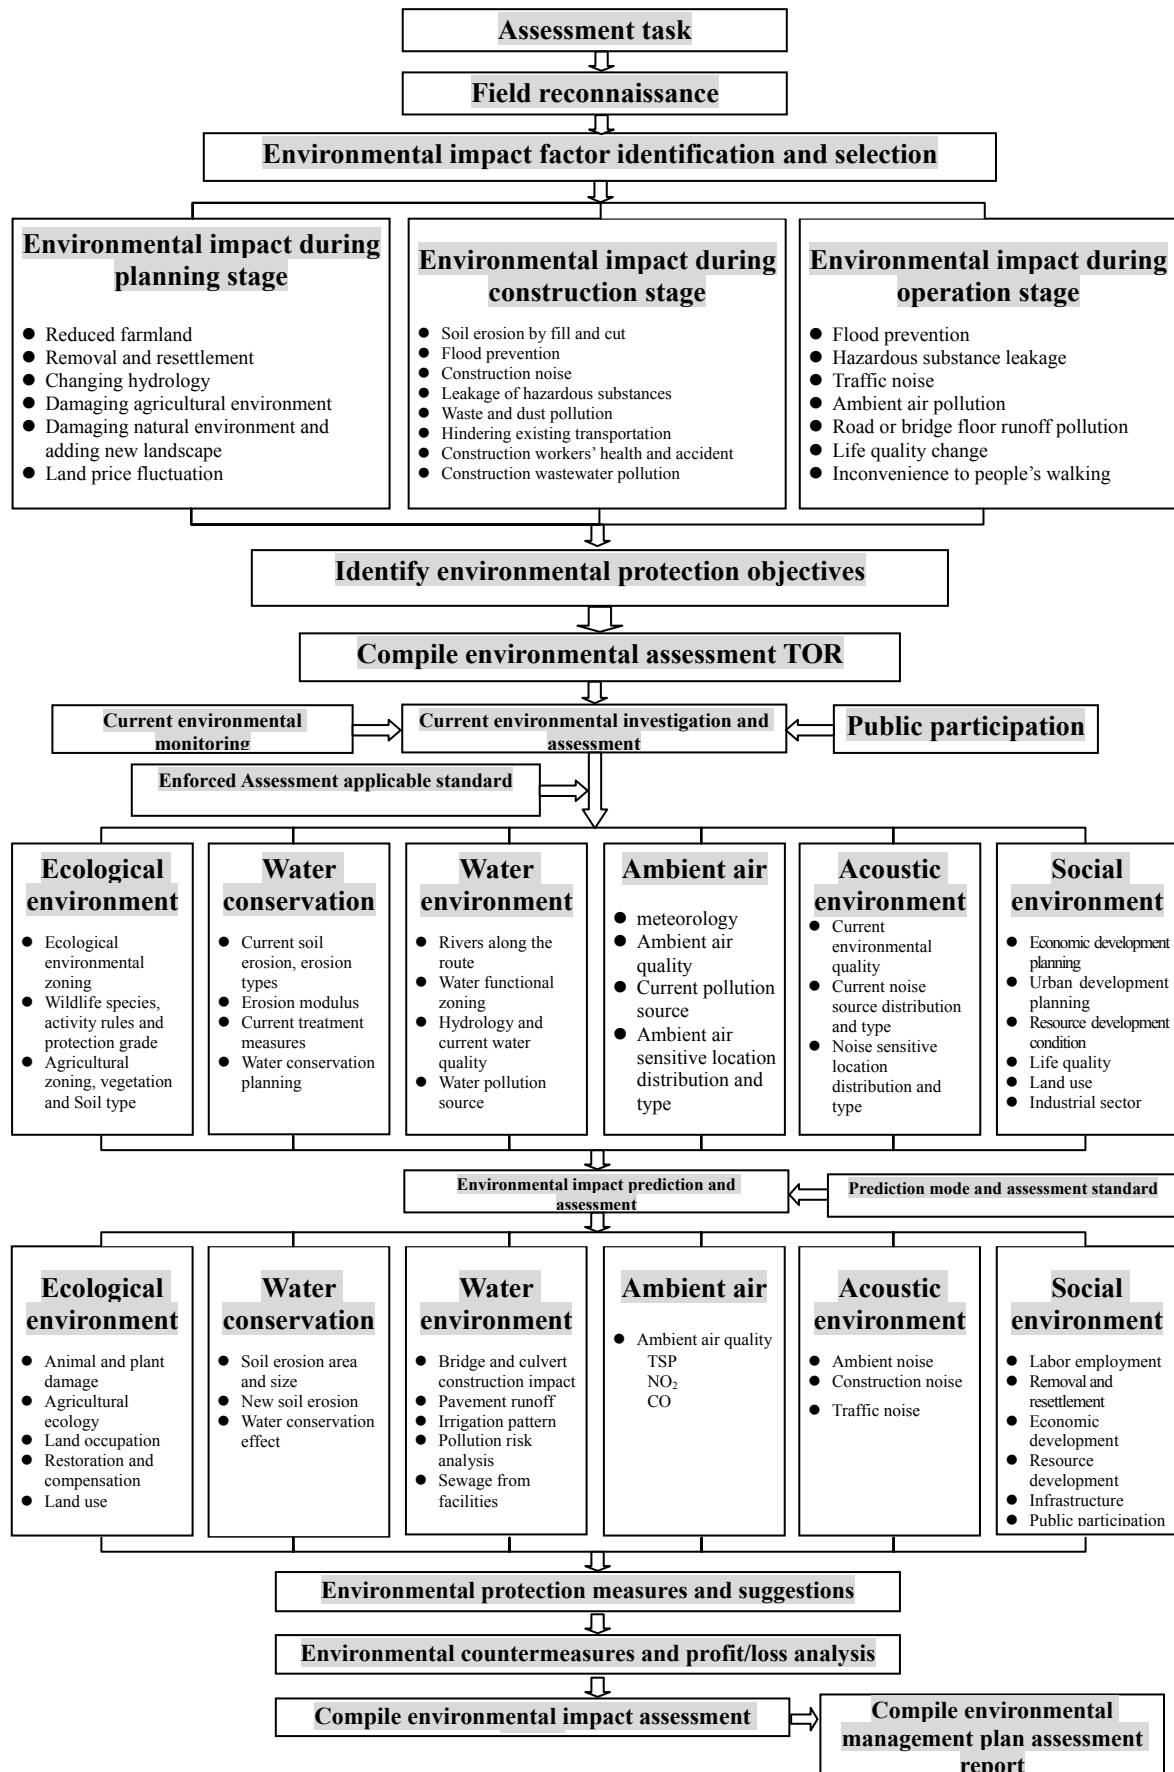 Assessment task
Field reconnaissance
Environmental impact factor identification and selection
Environmental impact during
planning stage
● Reduced farmland
● Removal and resettlement
● Changing hydrology
● Damaging agricultural environment
● Damaging natural environment and
adding new landscape
● Land price fluctuation
Environmental impact during
construction stage
● Soil erosion by fill and cut
● Flood prevention
● Construction noise
● Leakage of hazardous substances
● Waste and dust pollution
● Hindering existing transportation
● Construction workers’ health and accident
● Construction wastewater pollution
Environmental impact during
operation stage
● Flood prevention
● Hazardous substance leakage
● Traffic noise
● Ambient air pollution
● Road or bridge floor runoff pollution
● Life quality change
● Inconvenience to people’s walking
Identify environmental protection objectives
Compile environmental assessment TOR
Current environmental
monitoring
Current environmental investigation and
assessment
Public participation
Enforced Assessment applicable standard
Ecological
environment
● Ecological
environmental
zoning
● Wildlife species,
activity rules and
protection grade
● Agricultural
zoning, vegetation
and Soil type
Water
conservation
● Current soil
erosion, erosion
types
● Erosion modulus
● Current treatment
measures
● Water conservation
planning
Water
environment
● Rivers along the
route
● Water functional
zoning
● Hydrology and
current water
quality
● Water pollution
source
Ambient air
● meteorology
● Ambient air
quality
● Current pollution
source
● Ambient air
sensitive location
distribution and
type
Acoustic
environment
● Current
environmental
quality
● Current noise
source distribution
and type
● Noise sensitive
location
distribution and
type
Social
environment
● Economic development
planning
● Urban development
planning
● Resource development
condition
● Life quality
● Land use
● Industrial sector
Environmental impact prediction and
assessment
Prediction mode and assessment standard
Ecological
environment
● Animal and plant
damage
● Agricultural
ecology
● Land occupation
● Restoration and
compensation
● Land use
Water
conservation
● Soil erosion area
and size
● New soil erosion
● Water conservation
effect
Water
environment
● Bridge and culvert
construction impact
● Pavement runoff
● Irrigation pattern
● Pollution risk
analysis
● Sewage from
facilities
Ambient air
● Ambient air quality
TSP
NO₂
CO
Acoustic
environment
● Ambient noise
● Construction noise
● Traffic noise
Social
environment
● Labor employment
● Removal and
resettlement
● Economic
development
● Resource
development
● Infrastructure
● Public participation
Environmental protection measures and suggestions
Environmental countermeasures and profit/loss analysis
Compile environmental impact assessment
Compile environmental
management plan assessment
report